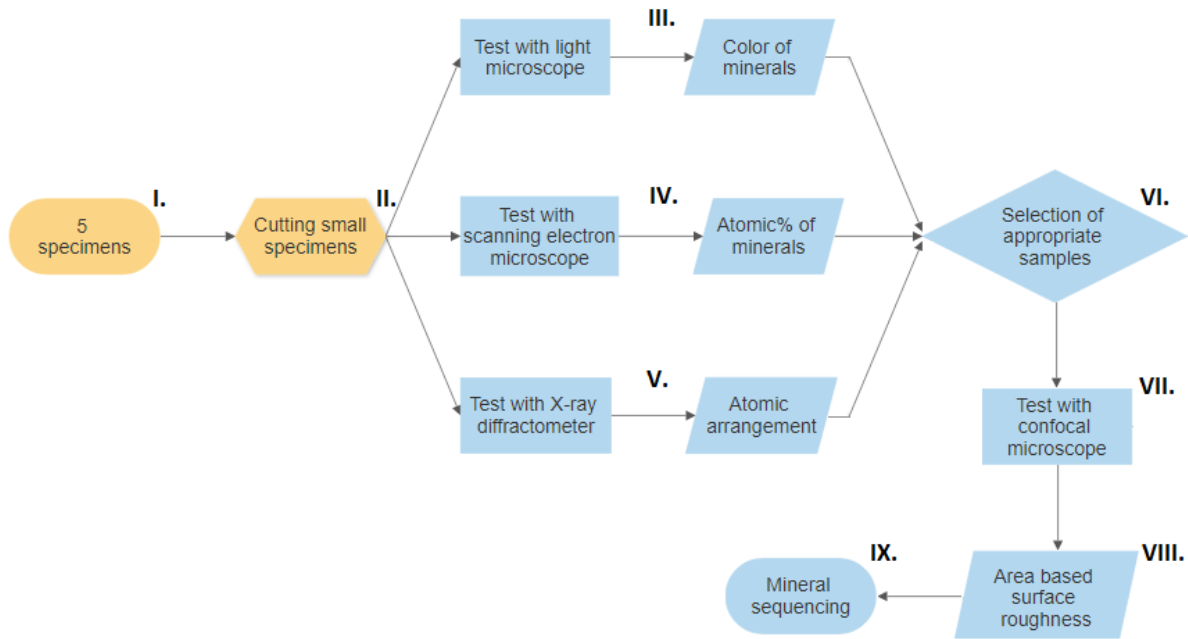 I.
5
specimens
II.
Cutting small
specimens
III.
Test with light
microscope
Color of
minerals
IV.
Test with
scanning electron
microscope
Atomic% of
minerals
V.
Test with X-ray
diffractometer
Atomic
arrangement
VI.
Selection of
appropriate
samples
VII.
Test with
confocal
microscope
VIII.
Area based
surface
roughness
IX.
Mineral
sequencing